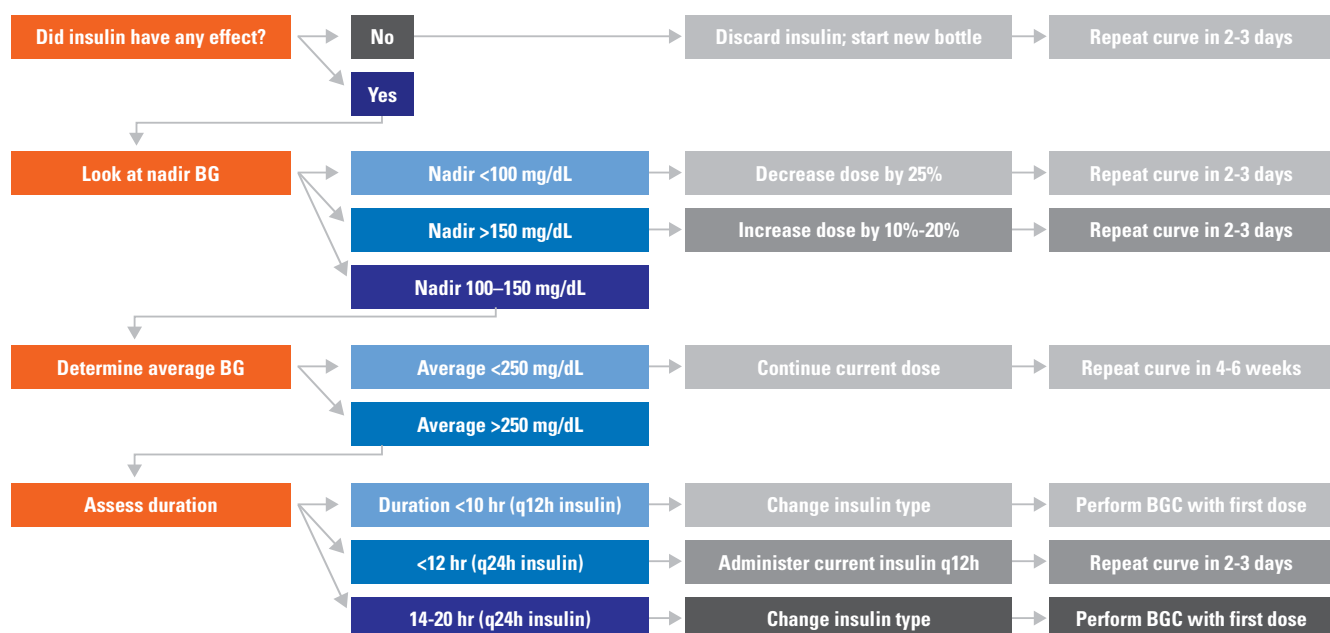 Did insulin have any effect?
No
Discard insulin; start new bottle
Repeat curve in 2-3 days
Yes
Look at nadir BG
Nadir <100 mg/dL
Decrease dose by 25%
Repeat curve in 2-3 days
Nadir >150 mg/dL
Increase dose by 10%-20%
Repeat curve in 2-3 days
Nadir 100–150 mg/dL
Determine average BG
Average <250 mg/dL
Continue current dose
Repeat curve in 4-6 weeks
Average >250 mg/dL
Assess duration
Duration <10 hr (q12h insulin)
Change insulin type
Perform BGC with first dose
<12 hr (q24h insulin)
Administer current insulin q12h
Repeat curve in 2-3 days
14-20 hr (q24h insulin)
Change insulin type
Perform BGC with first dose